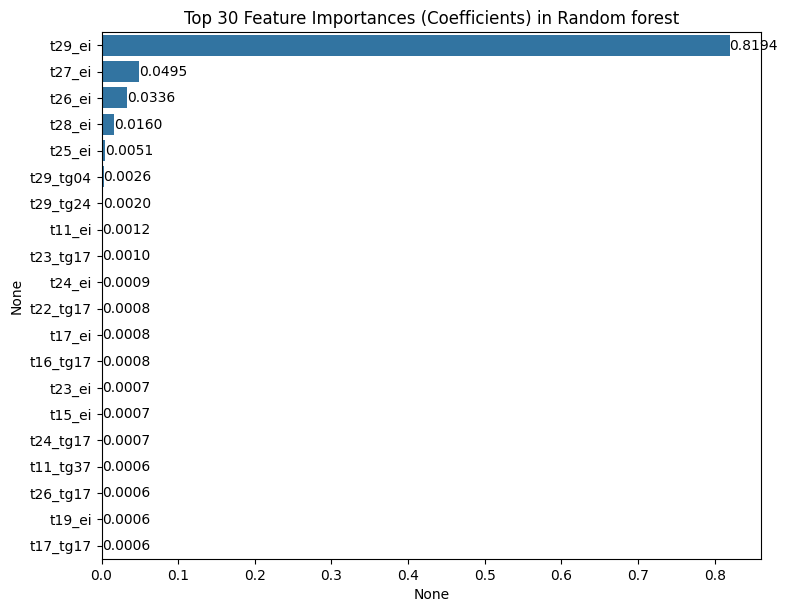 Top 30 Feature Importances (Coefficients) in Random forest
t29_ei 0.8194
t27_ei 0.0495
t26_ei 0.0336
t28_ei 0.0160
t25_ei 0.0051
t29_tg04 0.0026
t29_tg24 0.0020
t11_ei 0.0012
t23_tg17 0.0010
t24_ei 0.0009
t22_tg17 0.0008
t17_ei 0.0008
t16_tg17 0.0008
t23_ei 0.0007
t15_ei 0.0007
t24_tg17 0.0007
t11_tg37 0.0006
t26_tg17 0.0006
t19_ei 0.0006
t17_tg17 0.0006
None
0.0 0.1 0.2 0.3 0.4 0.5 0.6 0.7 0.8
None